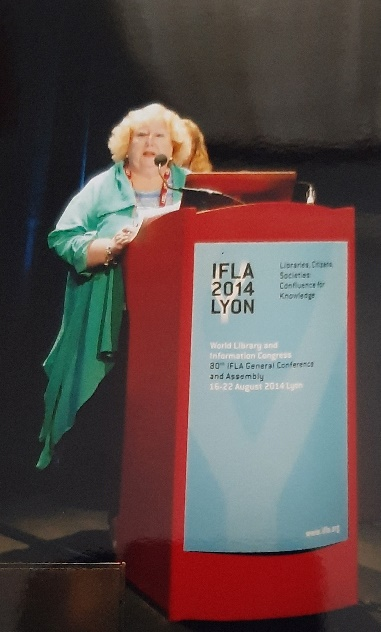 IFLA
2014
LYON
Libraries, Citizens,
Societies:
Confluence for
Knowledge
World Library and
Information Congress
80th IFLA General Conference
and Assembly
16-22 August 2014 Lyon
www.ifla.org